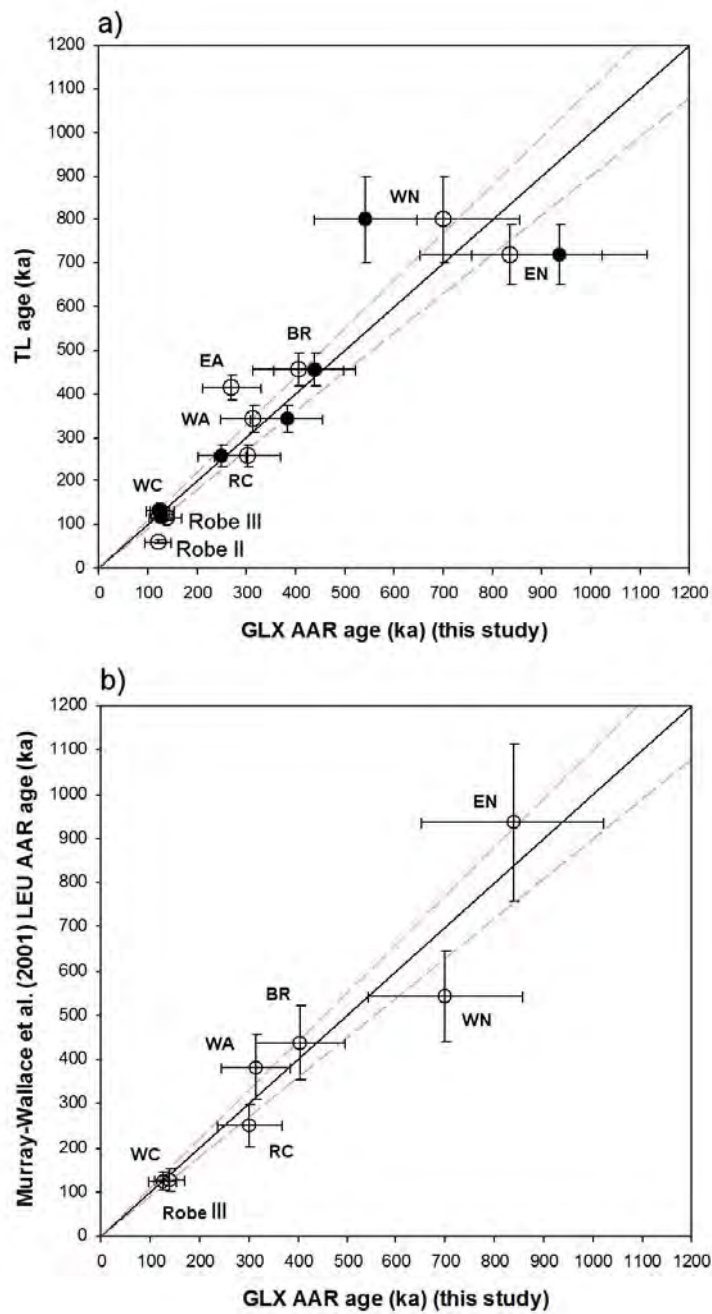 a)
1200
1100
1000
900
800
700
600
500
400
300
200
100
0
TL age (ka)
WN
EN
BR
EA
WA
RC
WC
Robe III
Robe II
0 100 200 300 400 500 600 700 800 900 1000 1100 1200
GLX AAR age (ka) (this study)
b)
1200
1100
1000
900
800
700
600
500
400
300
200
100
0
Murray-Wallace et al. (2001) LEU AAR age (ka)
EN
WN
BR
WA
RC
WC
Robe III
0 100 200 300 400 500 600 700 800 900 1000 1100 1200
GLX AAR age (ka) (this study)